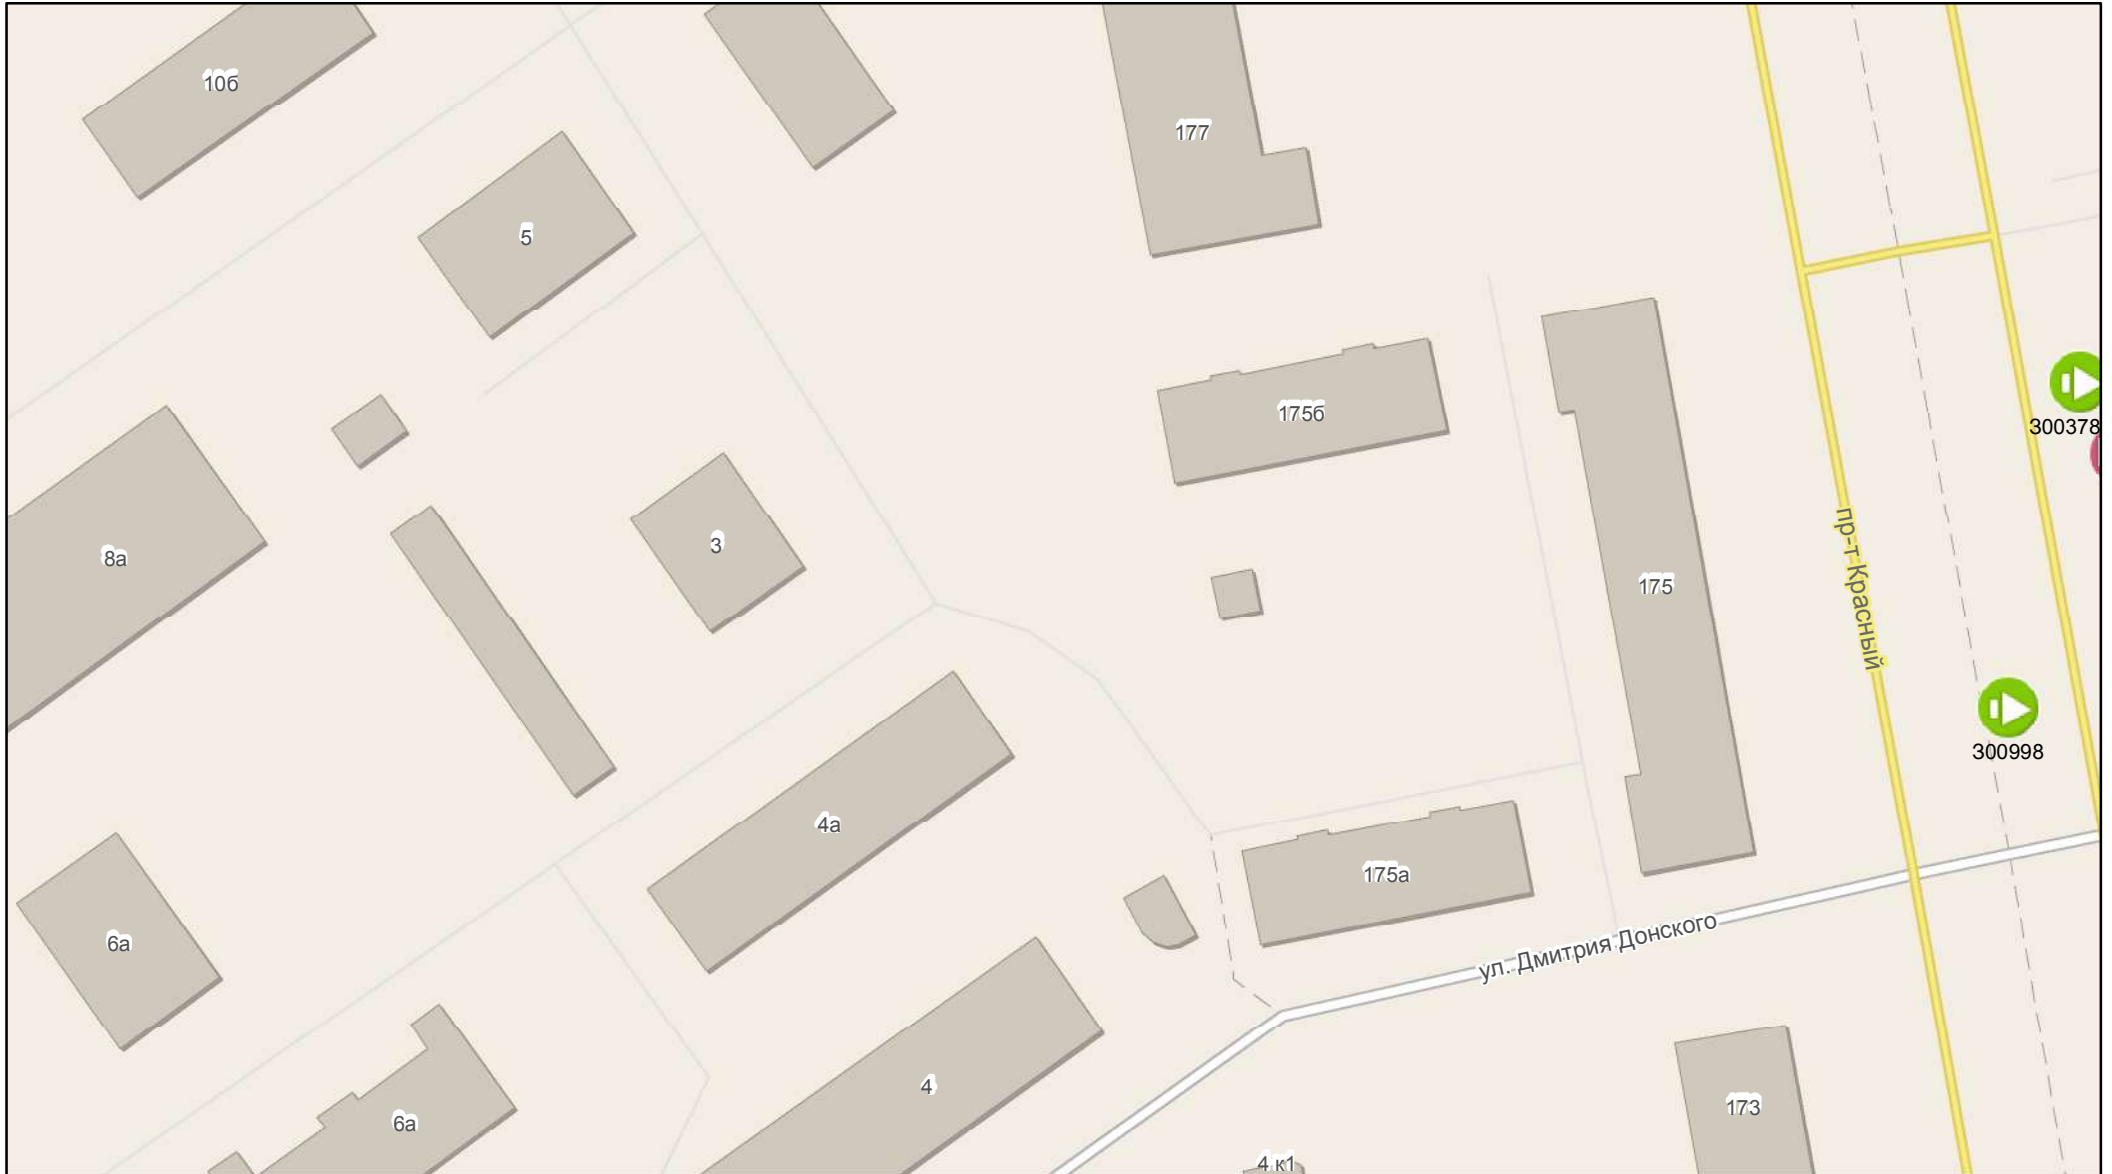 10б
177
5
175б
300378
8а
3
175
пр-т Красный
300998
4а
175а
6а
ул. Дмитрия Донского
4
173
6а
4 к1